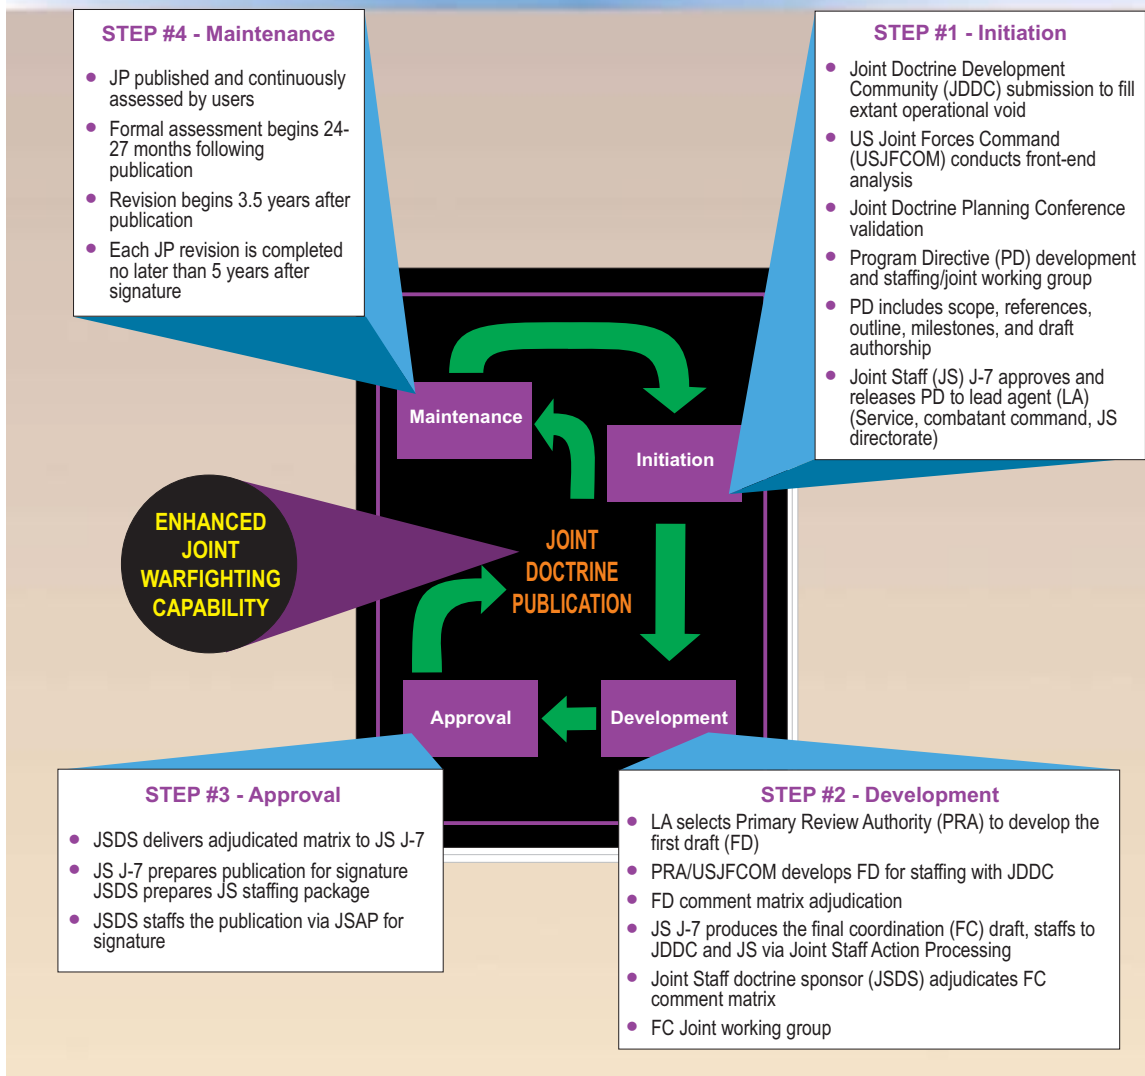 STEP #4 - Maintenance
• JP published and continuously
assessed by users
• Formal assessment begins 24-
27 months following
publication
• Revision begins 3.5 years after
publication
• Each JP revision is completed
no later than 5 years after
signature
STEP #1 - Initiation
• Joint Doctrine Development
Community (JDDC) submission to fill
extant operational void
• US Joint Forces Command
(USJFCOM) conducts front-end
analysis
• Joint Doctrine Planning Conference
validation
• Program Directive (PD) development
and staffing/joint working group
• PD includes scope, references,
outline, milestones, and draft
authorship
• Joint Staff (JS) J-7 approves and
releases PD to lead agent (LA)
(Service, combatant command, JS
directorate)
Maintenance
Initiation
ENHANCED
JOINT
WARFIGHTING
CAPABILITY
JOINT
DOCTRINE
PUBLICATION
Approval
Development
STEP #3 - Approval
• JSDS delivers adjudicated matrix to JS J-7
• JS J-7 prepares publication for signature
JSDS prepares JS staffing package
• JSDS staffs the publication via JSAP for
signature
STEP #2 - Development
• LA selects Primary Review Authority (PRA) to develop the
first draft (FD)
• PRA/USJFCOM develops FD for staffing with JDDC
• FD comment matrix adjudication
• JS J-7 produces the final coordination (FC) draft, staffs to
JDDC and JS via Joint Staff Action Processing
• Joint Staff doctrine sponsor (JSDS) adjudicates FC
comment matrix
• FC Joint working group